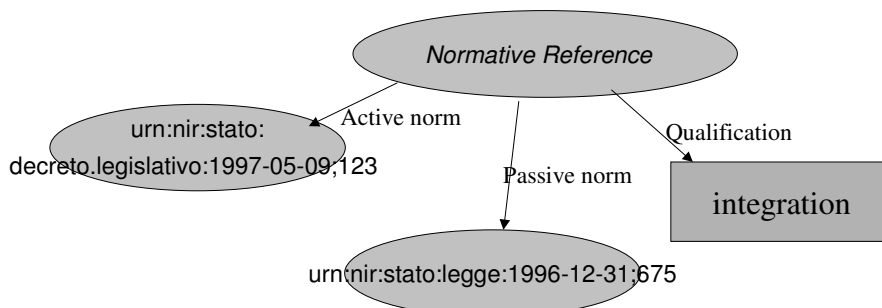 Normative Reference
Active norm
urn:nir:stato:
decreto.legislativo:1997-05-09;123
Qualification
Passive norm
integration
urn:nir:stato:legge:1996-12-31;675